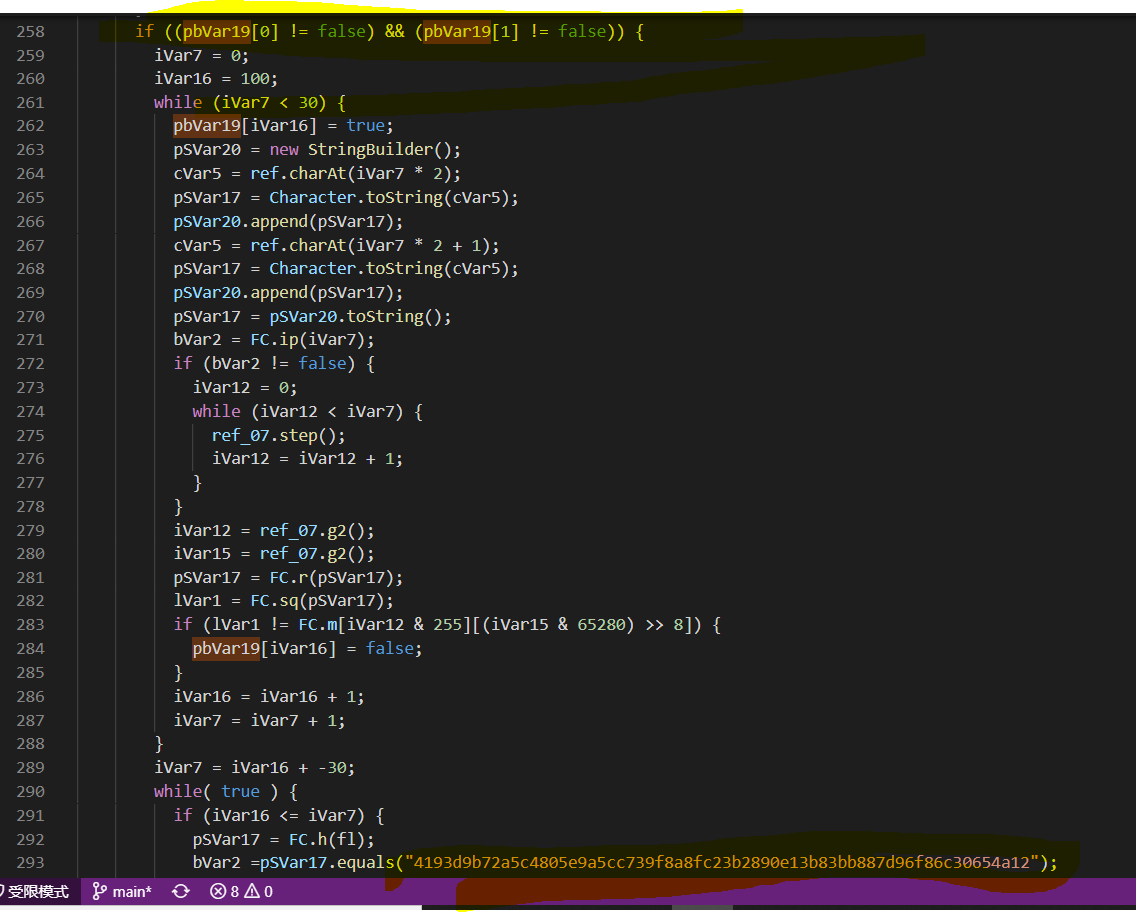 258 if ((pbVar19[0] != false) && (pbVar19[1] != false)) {
259 iVar7 = 0;
260 iVar16 = 100;
261 while (iVar7 < 30) {
262 pbVar19[iVar16] = true;
263 pSVar20 = new StringBuilder();
264 cVar5 = ref.charAt(iVar7 * 2);
265 pSVar17 = Character.toString(cVar5);
266 pSVar20.append(pSVar17);
267 cVar5 = ref.charAt(iVar7 * 2 + 1);
268 pSVar17 = Character.toString(cVar5);
269 pSVar20.append(pSVar17);
270 pSVar17 = pSVar20.toString();
271 bVar2 = FC.ip(iVar7);
272 if (bVar2 != false) {
273 iVar12 = 0;
274 while (iVar12 < iVar7) {
275 ref_07.step();
276 iVar12 = iVar12 + 1;
277 }
278 }
279 iVar12 = ref_07.g2();
280 iVar15 = ref_07.g2();
281 pSVar17 = FC.r(pSVar17);
282 lVar1 = FC.sq(pSVar17);
283 if (lVar1 != FC.m[iVar12 & 255][(iVar15 & 65280) >> 8]) {
284 pbVar19[iVar16] = false;
285 }
286 iVar16 = iVar16 + 1;
287 iVar7 = iVar7 + 1;
288 }
289 iVar7 = iVar16 + -30;
290 while( true ) {
291 if (iVar16 <= iVar7) {
292 pSVar17 = FC.h(fl);
293 bVar2 =pSVar17.equals("4193d9b72a5c4805e9a5cc739f8a8fc23b2890e13b83bb887d96f86c30654a12");
受限模式 main* 8 0